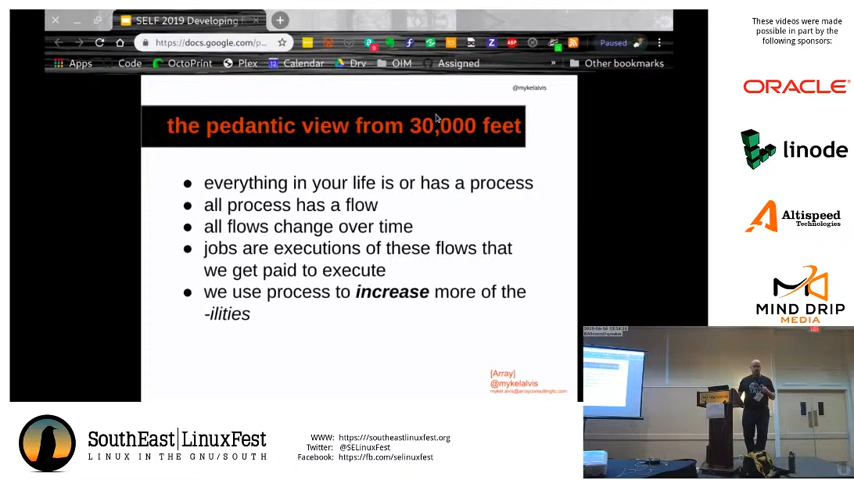 These videos were made
possible in part by the
following sponsors:
SELF 2019 Developing
https://docs.google.com/p...
Paused
Apps
Code
OctoPrint
Plex
Calendar
Drv
OIM
Assigned
»
Other bookmarks
@mykelalvis
the pedantic view from 30,000 feet
● everything in your life is or has a process
● all process has a flow
● all flows change over time
● jobs are executions of these flows that
we get paid to execute
● we use process to increase more of the
-ilities
[Array]
@mykelalvis
ORACLE
linode
Altispeed
Technologies
MIND DRIP
MEDIA
SouthEast|LinuxFest
LINUX IN THE GNU/SOUTH
WWW: https://southeastlinuxfest.org
Twitter: @SELinuxFest
Facebook: https://fb.com/selinuxfest